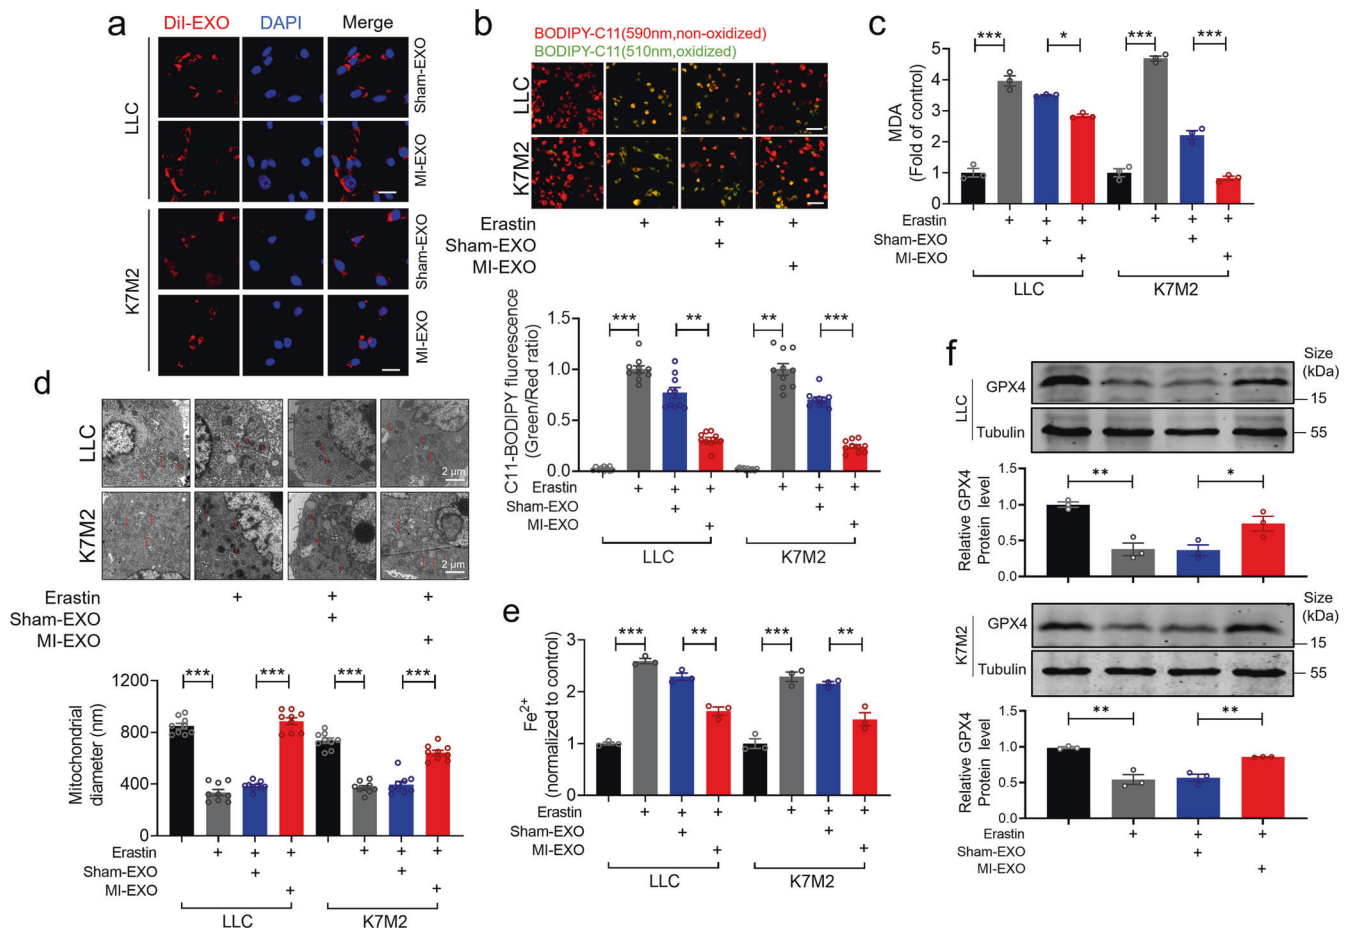 a
DiI-EXO DAPI Merge
LLC
Sham-EXO
MI-EXO
K7M2
Sham-EXO
MI-EXO
b
BODIPY-C11(590nm,non-oxidized)
BODIPY-C11(510nm,oxidized)
LLC
K7M2
Erastin + + +
Sham-EXO +
MI-EXO +
C11-BODIPY fluorescence
(Green/Red ratio)
*** ** ** ***
1.5
1.0
0.5
0.0
Erastin + + + + + +
Sham-EXO + +
MI-EXO + +
LLC K7M2
c
*** * *** ***
MDA
(Fold of control)
5
4
3
2
1
0
Erastin + + + + + +
Sham-EXO + +
MI-EXO + +
LLC K7M2
d
LLC
2 μm
K7M2
2 μm
Erastin + + +
Sham-EXO +
MI-EXO +
Mitochondrial
diameter (nm)
*** *** *** ***
1200
800
400
0
Erastin + + + + + +
Sham-EXO + +
MI-EXO + +
LLC K7M2
e
Fe2+
(normalized to control)
*** ** *** **
3
2
1
0
Erastin + + + + + +
Sham-EXO + +
MI-EXO + +
LLC K7M2
f
Size
(kDa)
LLC
GPX4
15
Tubulin
55
Relative GPX4
Protein level
** *
1.5
1.0
0.5
0.0
Size
(kDa)
K7M2
GPX4
15
Tubulin
55
Relative GPX4
Protein level
** **
1.5
1.0
0.5
0.0
Erastin + + +
Sham-EXO +
MI-EXO +